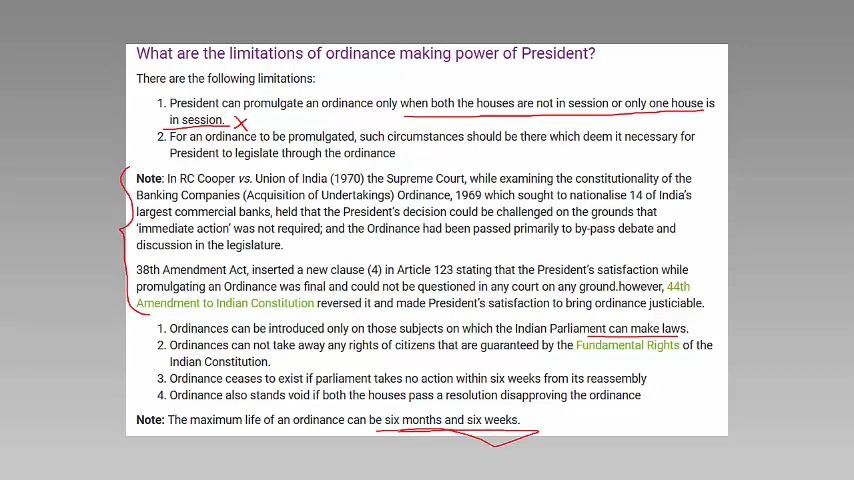 What are the limitations of ordinance making power of President?
There are the following limitations:
1. President can promulgate an ordinance only when both the houses are not in session or only one house is
in session.
2. For an ordinance to be promulgated, such circumstances should be there which deem it necessary for
President to legislate through the ordinance
Note: In RC Cooper vs. Union of India (1970) the Supreme Court, while examining the constitutionality of the
Banking Companies (Acquisition of Undertakings) Ordinance, 1969 which sought to nationalise 14 of India's
largest commercial banks, held that the President's decision could be challenged on the grounds that
'immediate action' was not required; and the Ordinance had been passed primarily to by-pass debate and
discussion in the legislature.
38th Amendment Act, inserted a new clause (4) in Article 123 stating that the President's satisfaction while
promulgating an Ordinance was final and could not be questioned in any court on any ground.however, 44th
Amendment to Indian Constitution reversed it and made President's satisfaction to bring ordinance justiciable.
1. Ordinances can be introduced only on those subjects on which the Indian Parliament can make laws.
2. Ordinances can not take away any rights of citizens that are guaranteed by the Fundamental Rights of the
Indian Constitution.
3. Ordinance ceases to exist if parliament takes no action within six weeks from its reassembly
4. Ordinance also stands void if both the houses pass a resolution disapproving the ordinance
Note: The maximum life of an ordinance can be six months and six weeks.